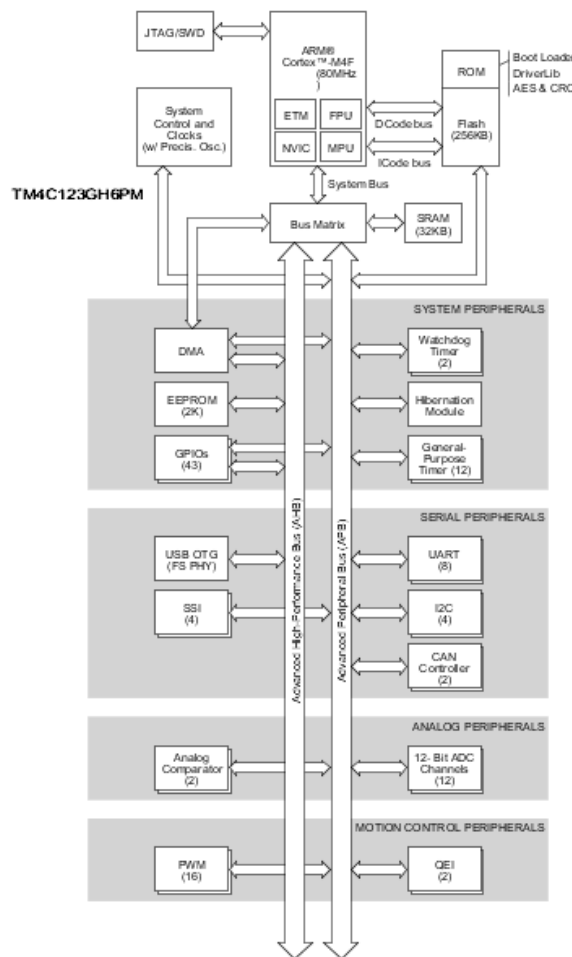 JTAG/SWD
ARM®
Cortex™-M4F
(80MHz
)
ETM
FPU
NVIC
MPU
ROM
Flash
(256KB)
Boot Loader
DriverLib
AES & CRC
System
Control and
Clocks
(w/ Precis. Osc.)
DCode bus
ICode bus
TM4C123GH6PM
System Bus
Bus Matrix
SRAM
(32KB)
SYSTEM PERIPHERALS
DMA
Watchdog
Timer
(2)
EEPROM
(2K)
Hibernation
Module
GPIOs
(43)
General-
Purpose
Timer (12)
Advanced High-Performance Bus (AHB)
Advanced Peripheral Bus (APB)
SERIAL PERIPHERALS
USB OTG
(FS PHY)
UART
(8)
SSI
(4)
I2C
(4)
CAN
Controller
(2)
ANALOG PERIPHERALS
Analog
Comparator
(2)
12- Bit ADC
Channels
(12)
MOTION CONTROL PERIPHERALS
PWM
(16)
QEI
(2)